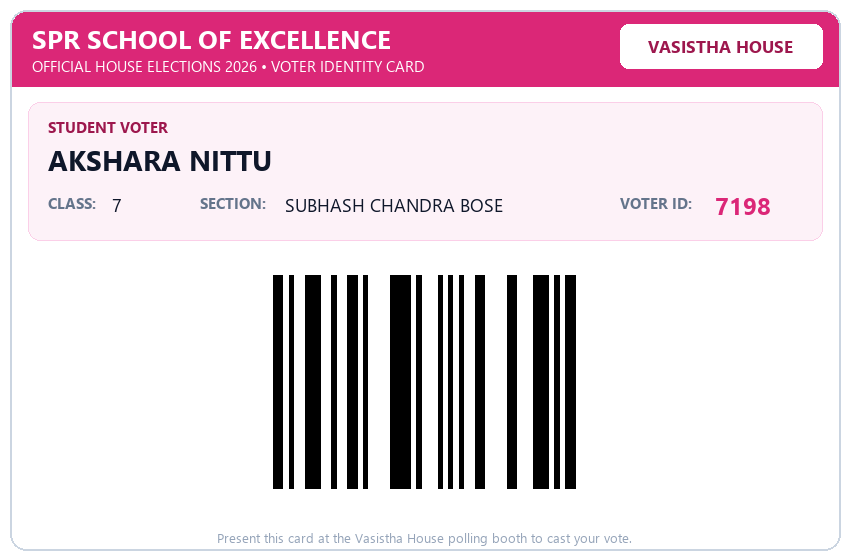 SPR SCHOOL OF EXCELLENCE
OFFICIAL HOUSE ELECTIONS 2026 • VOTER IDENTITY CARD
VASISTHA HOUSE
STUDENT VOTER
AKSHARA NITTU
CLASS: 7 SECTION: SUBHASH CHANDRA BOSE VOTER ID: 7198
Present this card at the Vasistha House polling booth to cast your vote.